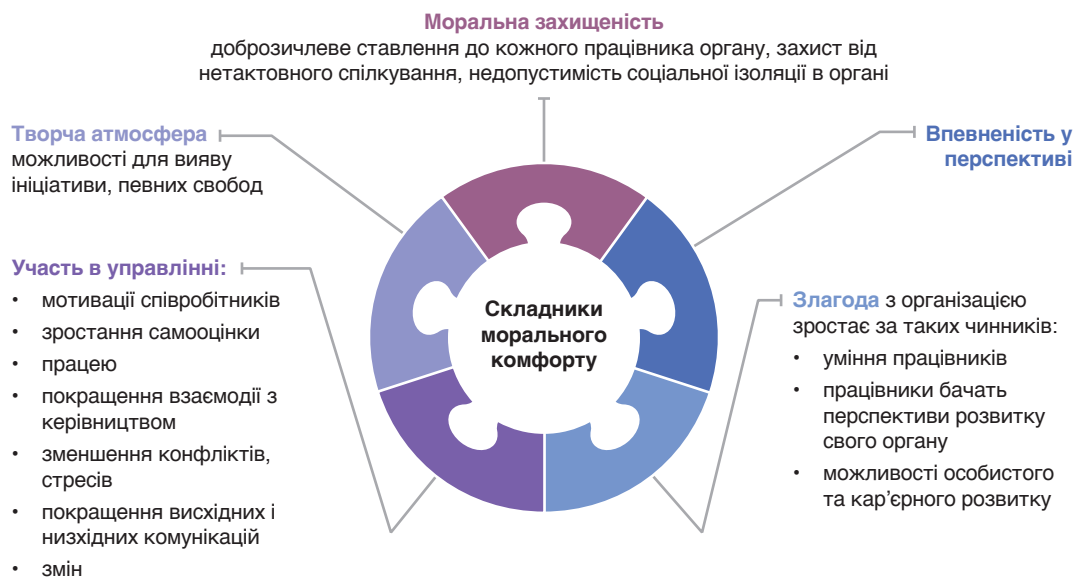 Моральна захищеність
доброзичлеве ставлення до кожного працівника органу, захист від
нетактовного спілкування, недопустимість соціальної ізоляції в органі
Творча атмосфера
можливості для вияву
ініціативи, певних свобод
Впевненість у
перспективі
Участь в управлінні:
• мотивації співробітників
• зростання самооцінки
• працею
• покращення взаємодії з
керівництвом
• зменшення конфліктів,
стресів
• покращення висхідних і
низхідних комунікацій
• змін
Складники
морального
комфорту
Злагода з організацією
зростає за таких чинників:
• уміння працівників
• працівники бачать
перспективи розвитку
свого органу
• можливості особистого
та кар’єрного розвитку